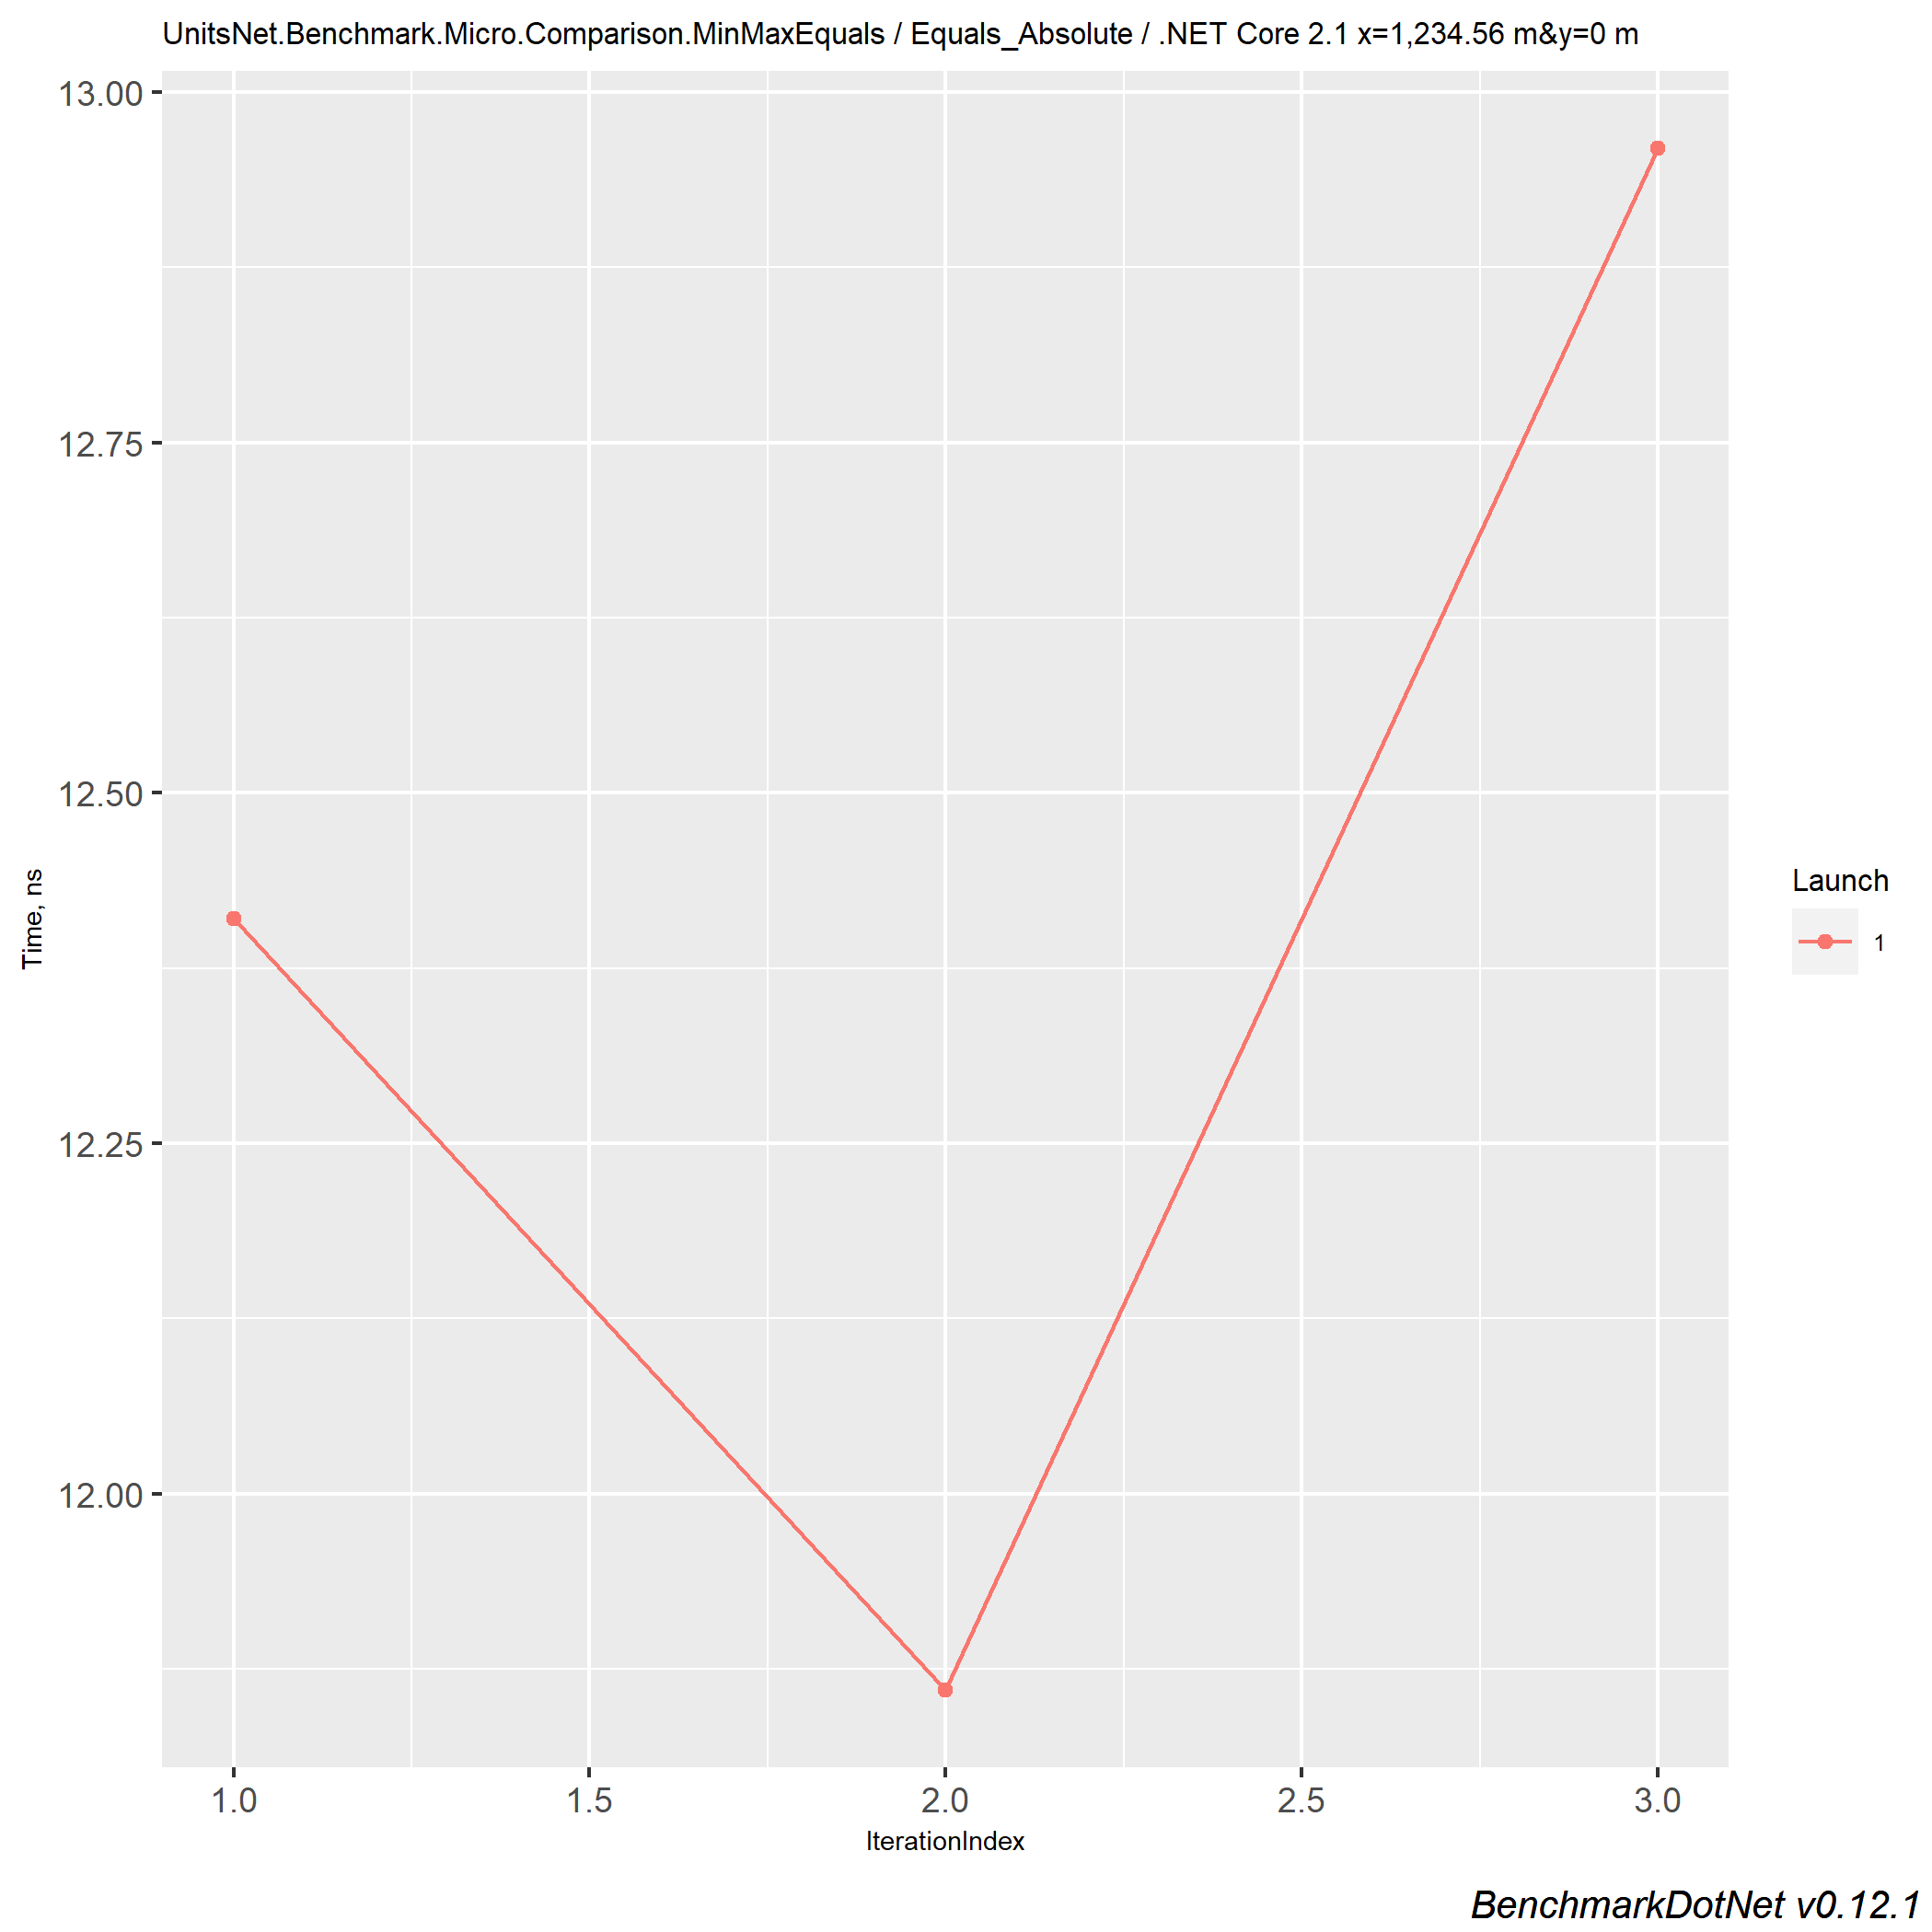 UnitsNet.Benchmark.Micro.Comparison.MinMaxEquals / Equals_Absolute / .NET Core 2.1 x=1,234.56 m&y=0 m
13.00
12.75
12.50
12.25
12.00
Time, ns
1.0 1.5 2.0 2.5 3.0
IterationIndex
Launch
1
BenchmarkDotNet v0.12.1